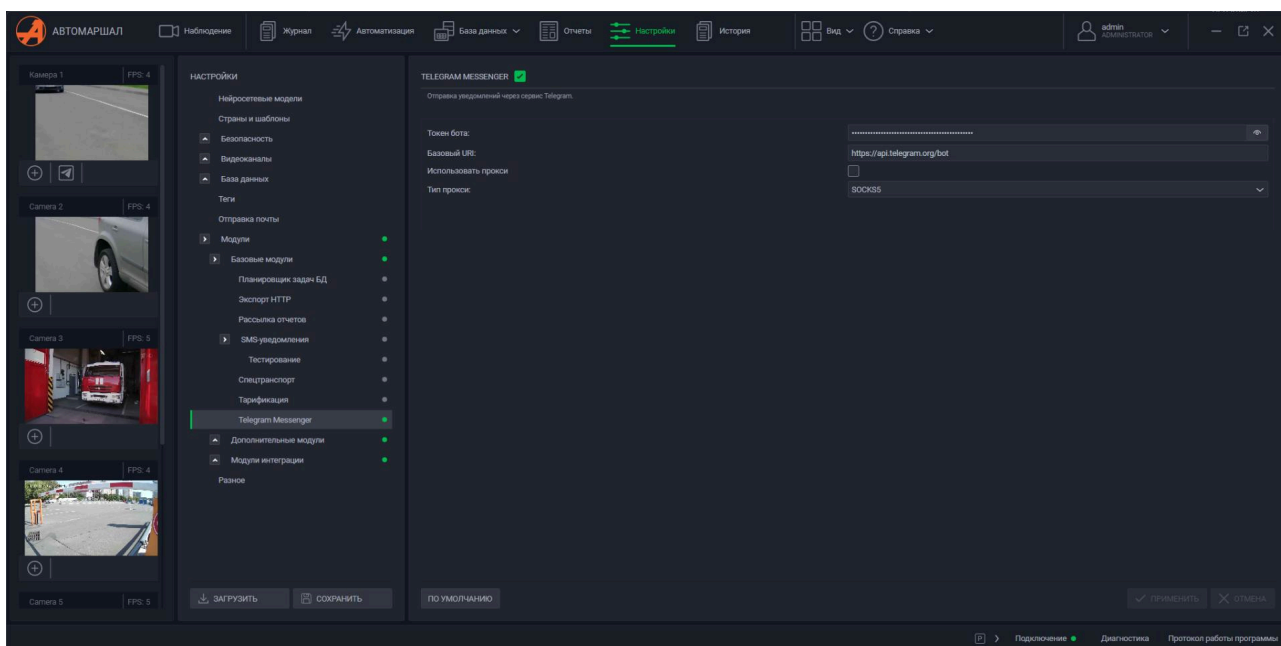 АВТОМАРШАЛ Наблюдение Журнал Автоматизация База данных Отчеты Настройки История Вид Справка admin
ADMINISTRATOR
Камера 1 FPS: 4
Camera 2 FPS: 4
Camera 3 FPS: 5
Camera 4 FPS: 4
Camera 5 FPS: 5
НАСТРОЙКИ
Нейросетевые модели
Страны и шаблоны
Безопасность
Видеоканалы
База данных
Теги
Отправка почты
Модули
Базовые модули
Планировщик задач БД
Экспорт HTTP
Рассылка отчетов
SMS-уведомления
Тестирование
Спецтранспорт
Тарификация
Telegram Messenger
Дополнительные модули
Модули интеграции
Разное
ЗАГРУЗИТЬ СОХРАНИТЬ
TELEGRAM MESSENGER
Отправка уведомлений через сервис Telegram.
Токен бота: ••••••••••••••••••••••••••••••••••••••••••••••
Базовый URI: https://api.telegram.org/bot
Использовать прокси
Тип прокси: SOCKS5
ПО УМОЛЧАНИЮ ПРИМЕНИТЬ ОТМЕНА
P Подключение Диагностика Протокол работы программы